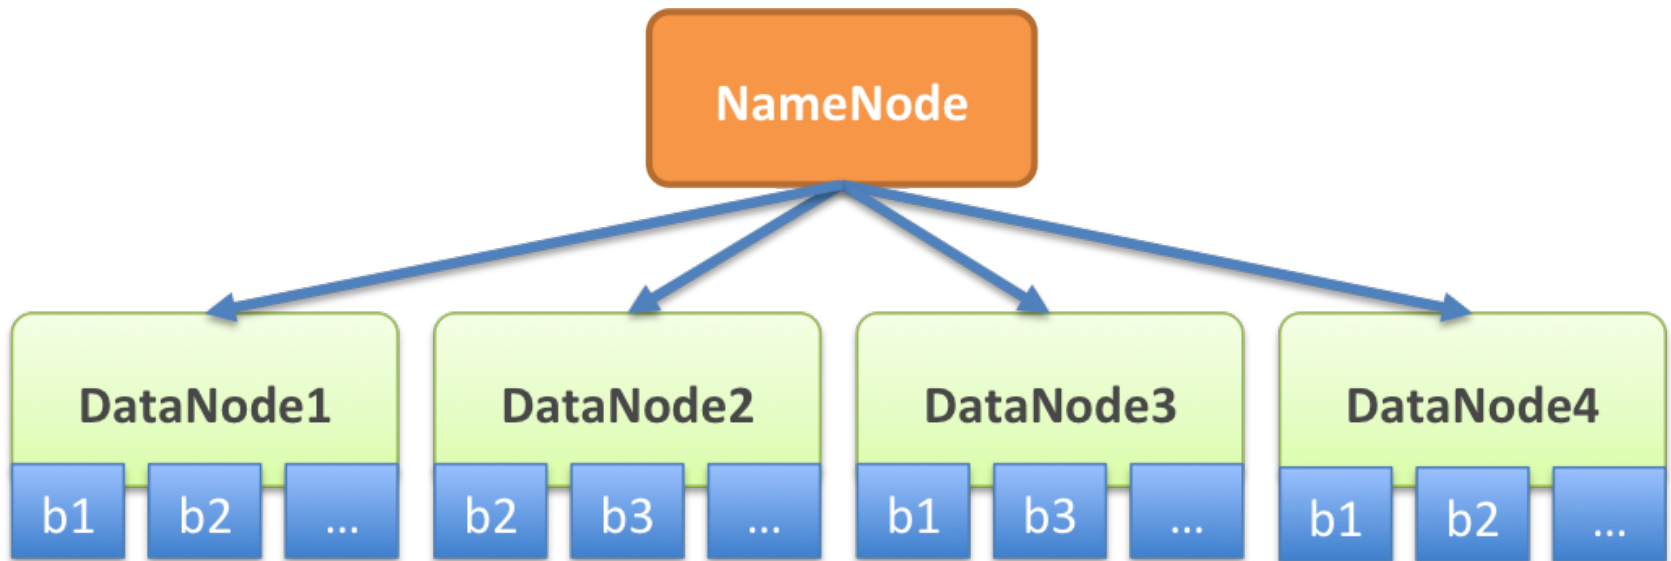 NameNode
DataNode1
DataNode2
DataNode3
DataNode4
b1 b2 ...
b2 b3 ...
b1 b3 ...
b1 b2 ...